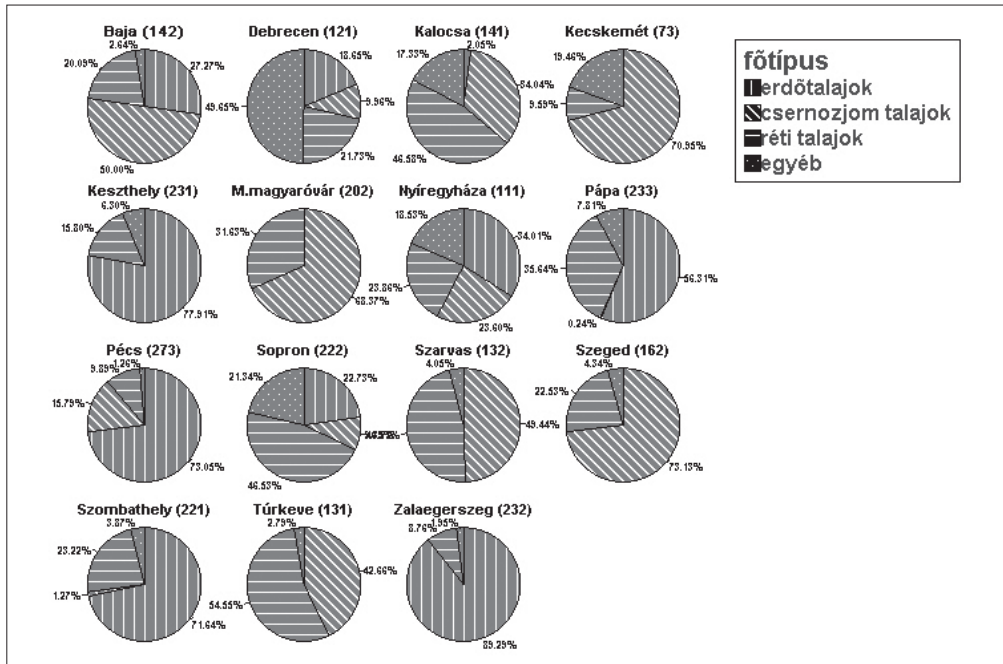 Baja (142)
2.64%
27.27%
20.09%
50.00%
Debrecen (121)
18.65%
9.96%
21.73%
49.65%
Kalocsa (141)
2.05%
34.04%
46.58%
17.33%
Kecskemét (73)
19.46%
9.59%
70.95%
fõtípus
erdõtalajok
csernozjom talajok
réti talajok
egyéb
Keszthely (231)
6.30%
15.80%
77.91%
M.magyaróvár (202)
31.63%
68.37%
Nyíregyháza (111)
18.53%
34.01%
23.86%
23.60%
Pápa (233)
7.81%
35.64%
56.31%
0.24%
Pécs (273)
1.26%
9.89%
15.79%
73.05%
Sopron (222)
21.34%
22.73%
46.53%
Szarvas (132)
4.05%
49.44%
Szeged (162)
4.34%
22.53%
73.13%
Szombathely (221)
3.87%
23.22%
1.27%
71.64%
Túrkeve (131)
2.79%
42.66%
54.55%
Zalaegerszeg (232)
1.95%
8.76%
89.29%